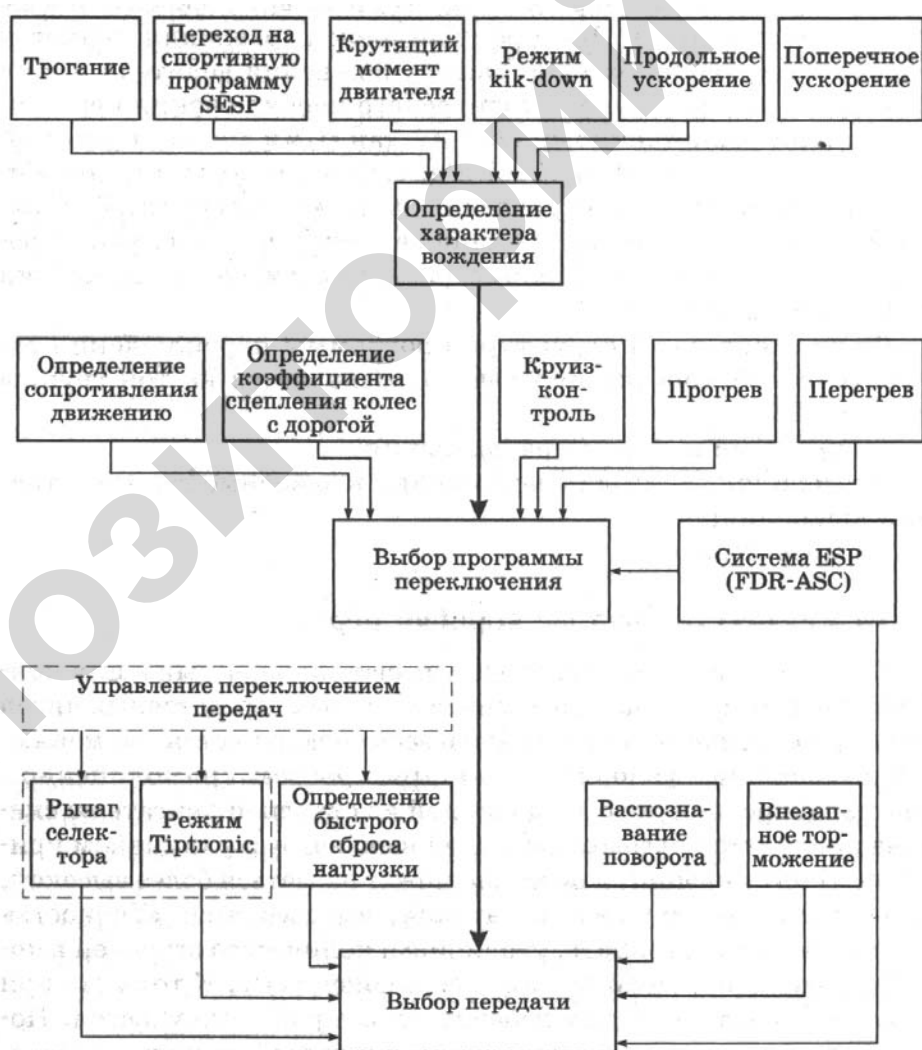 Трогание
Переход на
спортивную
программу
SESP
Крутящий
момент
двигателя
Режим
kik-down
Продольное
ускорение
Поперечное
ускорение
Определение
характера
вождения
Определение
сопротивления
движению
Определение
коэффициента
сцепления колес
с дорогой
Круиз-
кон-
троль
Прогрев
Перегрев
Выбор программы
переключения
Система ESP
(FDR-ASC)
Управление переключением
передач
Рычаг
селек-
тора
Режим
Tiptronic
Определение
быстрого
сброса
нагрузки
Распозна-
вание
поворота
Внезап-
ное тор-
можение
Выбор передачи